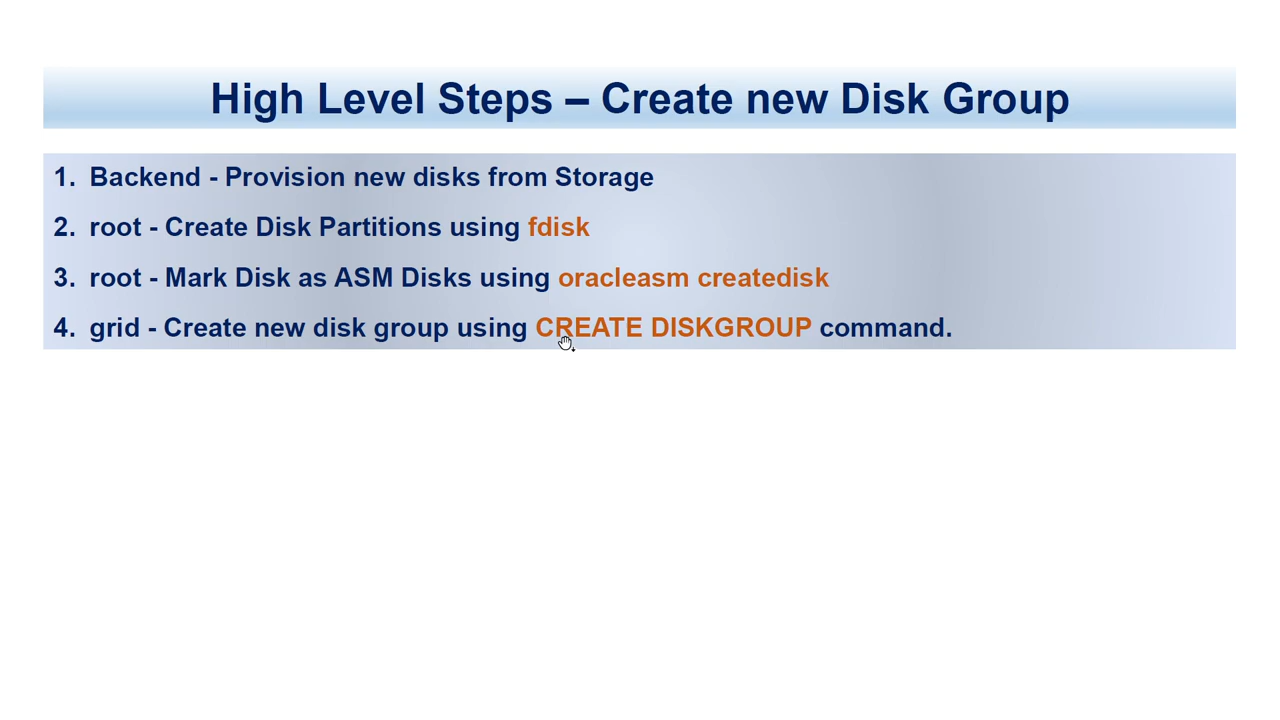 High Level Steps – Create new Disk Group
1. Backend - Provision new disks from Storage
2. root - Create Disk Partitions using fdisk
3. root - Mark Disk as ASM Disks using oracleasm createdisk
4. grid - Create new disk group using CREATE DISKGROUP command.